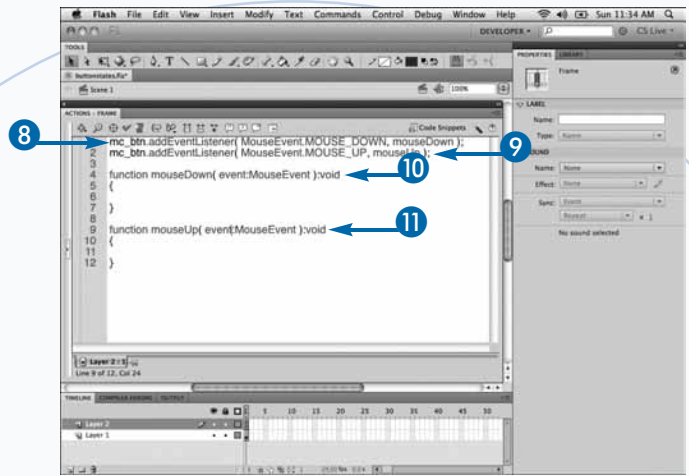 Flash File Edit View Insert Modify Text Commands Control Debug Window Help Sun 11:34 AM
DEVELOPER CS Live
TOOLS
buttonstates.fla*
Scene 1 100%
ACTIONS - FRAME
Code Snippets
8
1 mc_btn.addEventListener( MouseEvent.MOUSE_DOWN, mouseDown );
2 mc_btn.addEventListener( MouseEvent.MOUSE_UP, mouseUp );
9
3
4 function mouseDown( event:MouseEvent ):void
10
5 {
6
7 }
8
9 function mouseUp( event:MouseEvent ):void
11
10 {
11
12 }
Layer 2 : 1
Line 9 of 12, Col 24
PROPERTIES LIBRARY
Frame
LABEL
Name:
Type: Name
SOUND
Name: None
Effect: None
Sync: Event
Repeat x 1
No sound selected
TIMELINE COMPILER ERRORS OUTPUT
5 10 15 20 25 30 35 40 45 50
Layer 2
Layer 1